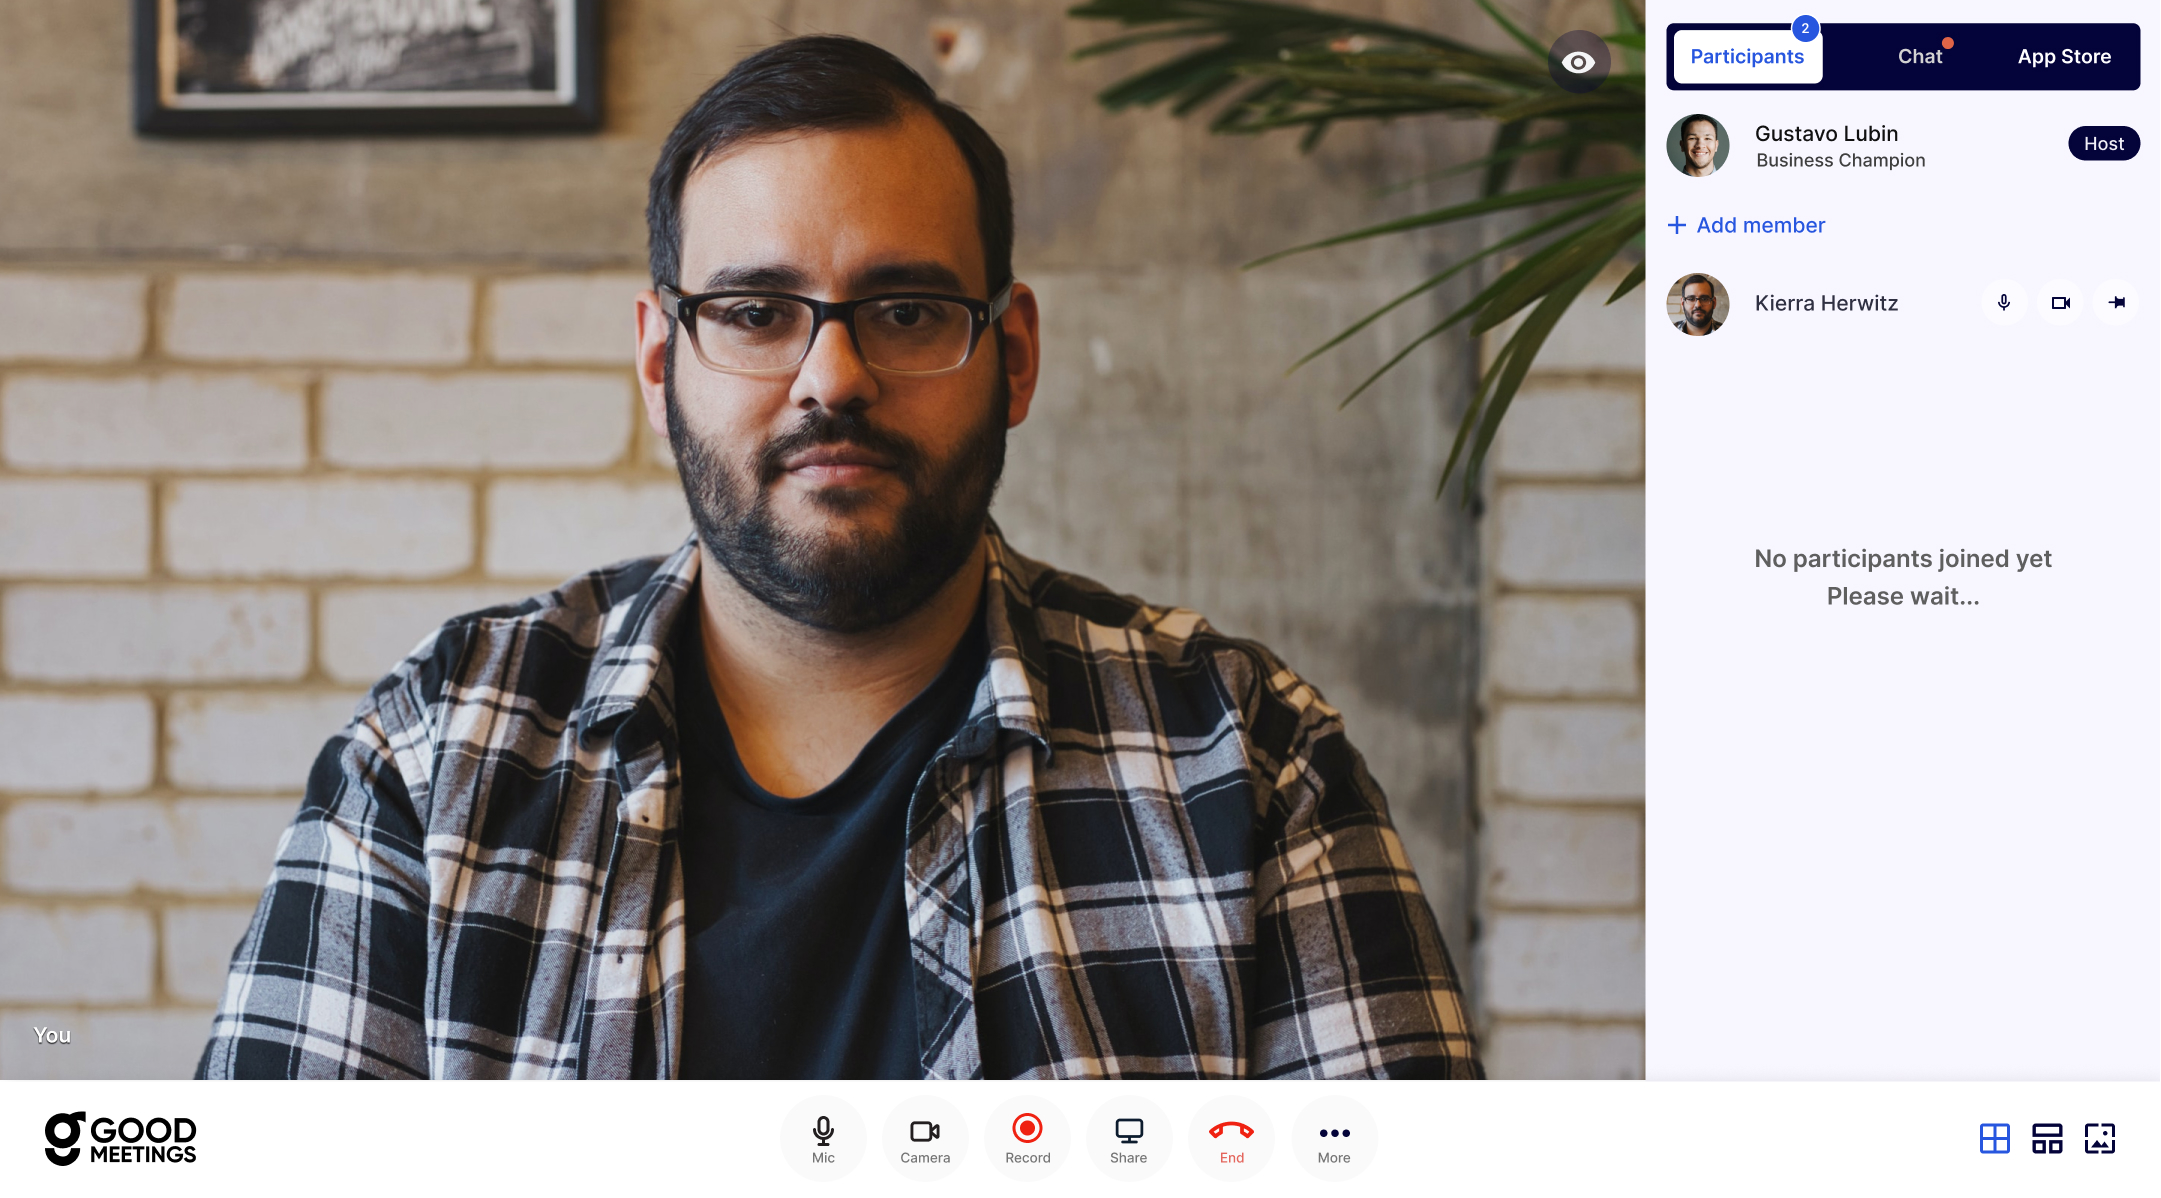 Participants
2
Chat
App Store
Gustavo Lubin
Business Champion
Host
+ Add member
Kierra Herwitz
No participants joined yet
Please wait...
You
GOOD
MEETINGS
Mic
Camera
Record
Share
End
More